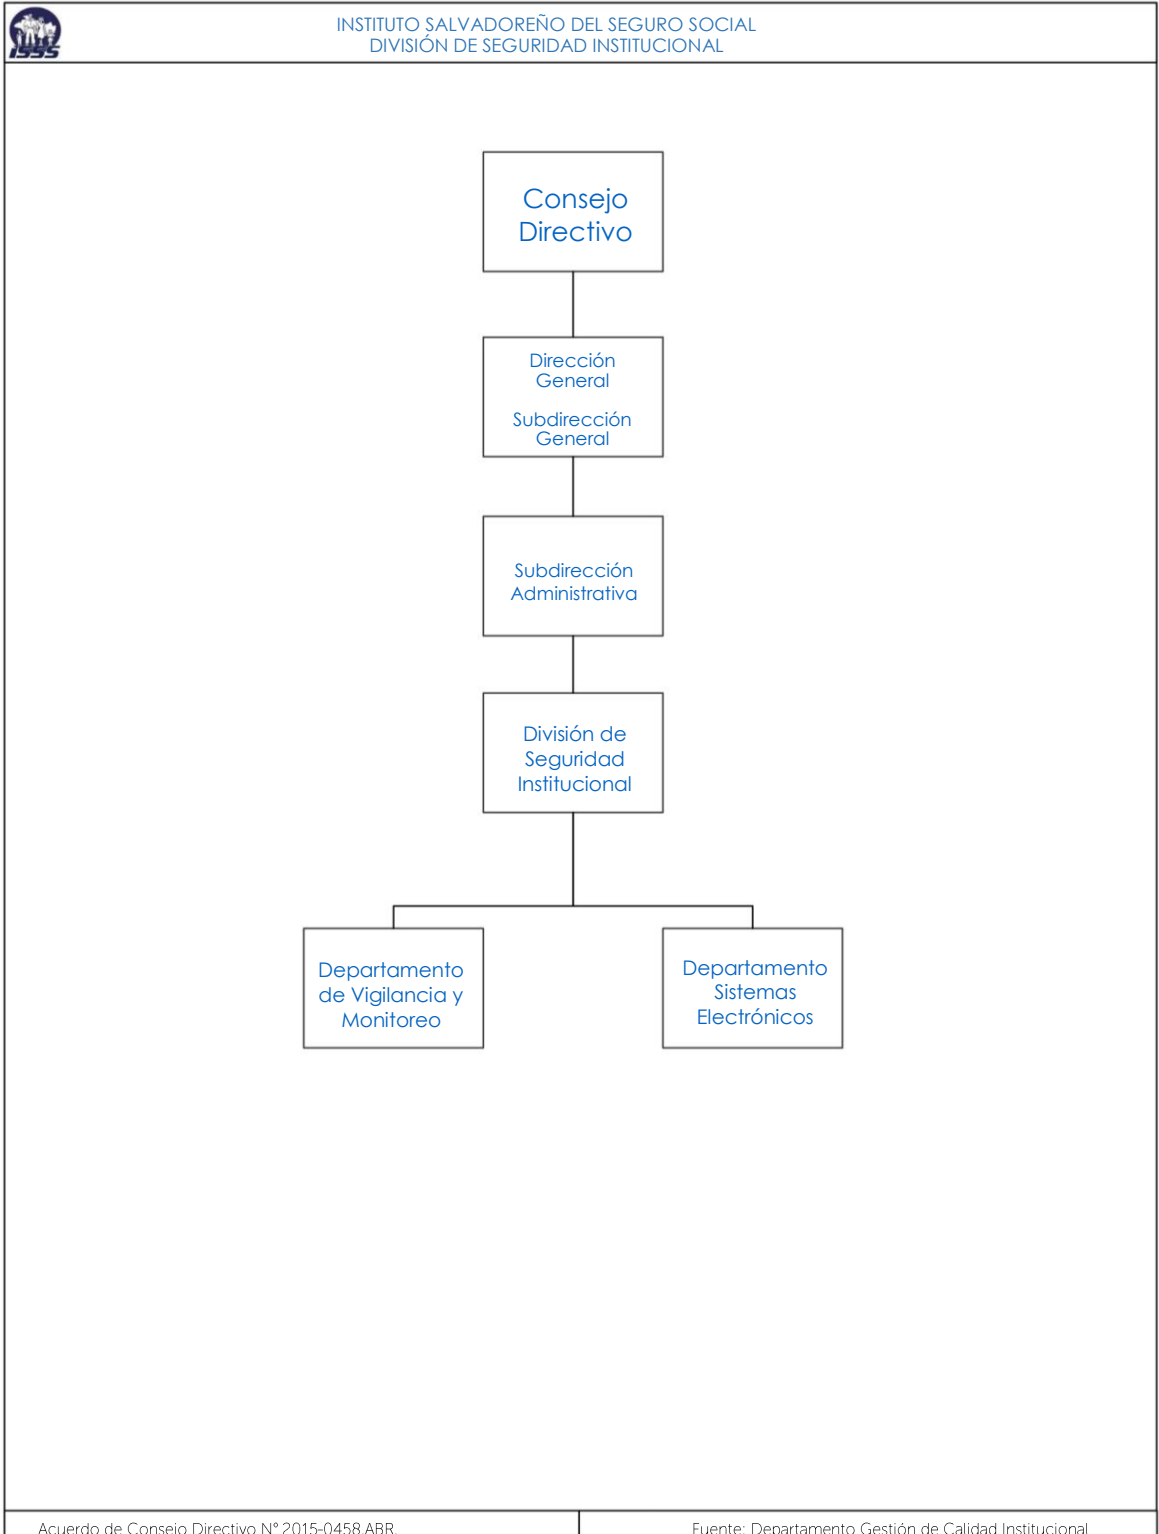 ISSS
INSTITUTO SALVADOREÑO DEL SEGURO SOCIAL
DIVISIÓN DE SEGURIDAD INSTITUCIONAL
Consejo
Directivo
Dirección
General
Subdirección
General
Subdirección
Administrativa
División de
Seguridad
Institucional
Departamento
de Vigilancia y
Monitoreo
Departamento
Sistemas
Electrónicos
Acuerdo de Consejo Directivo N° 2015-0458.ABR.
Fuente: Departamento Gestión de Calidad Institucional